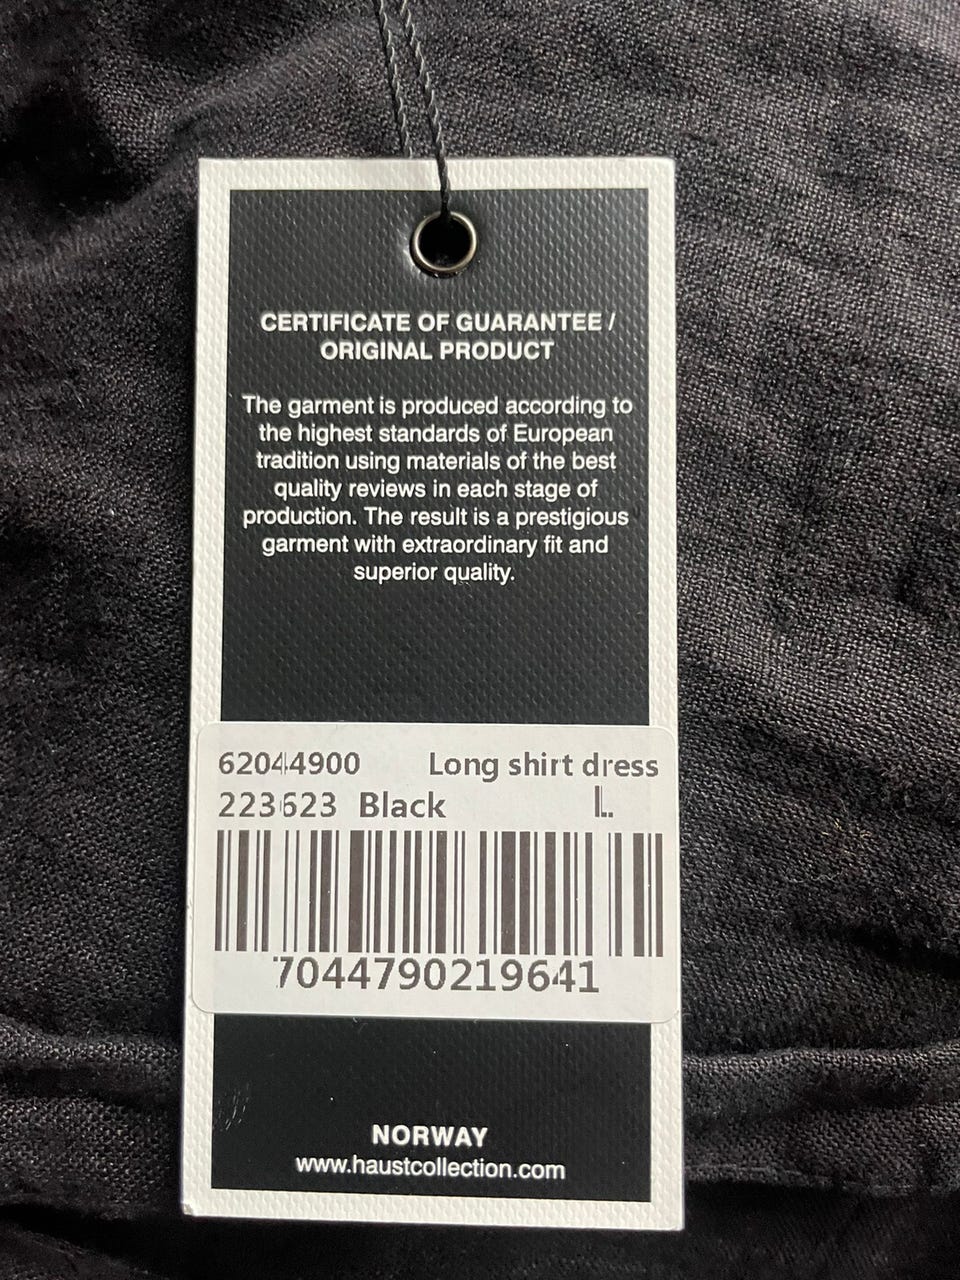 CERTIFICATE OF GUARANTEE /
ORIGINAL PRODUCT
The garment is produced according to
the highest standards of European
tradition using materials of the best
quality reviews in each stage of
production. The result is a prestigious
garment with extraordinary fit and
superior quality.
62044900 Long shirt dress
223623 Black L
7044790219641
NORWAY
www.haustcollection.com